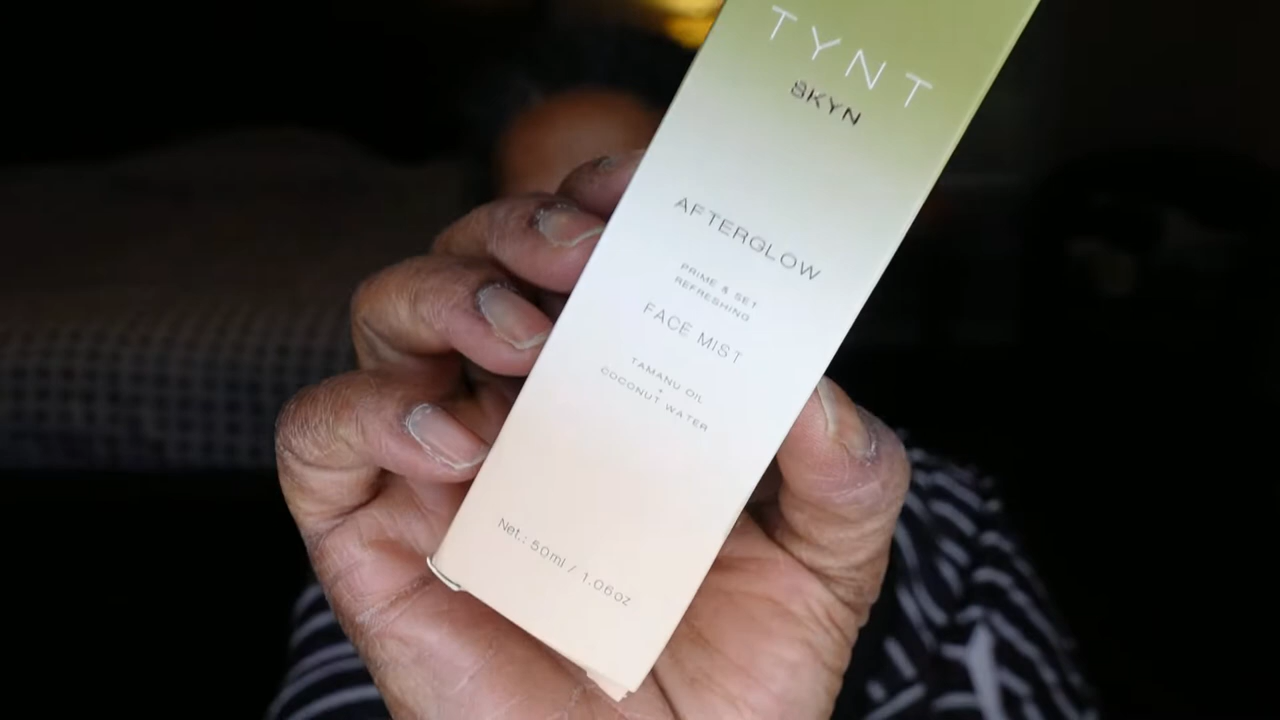 TYNT
SKYN
AFTERGLOW
PRIME & SET
REFRESHING
FACE MIST
TAMANU OIL
+
COCONUT WATER
Net.: 50ml / 1.06oz